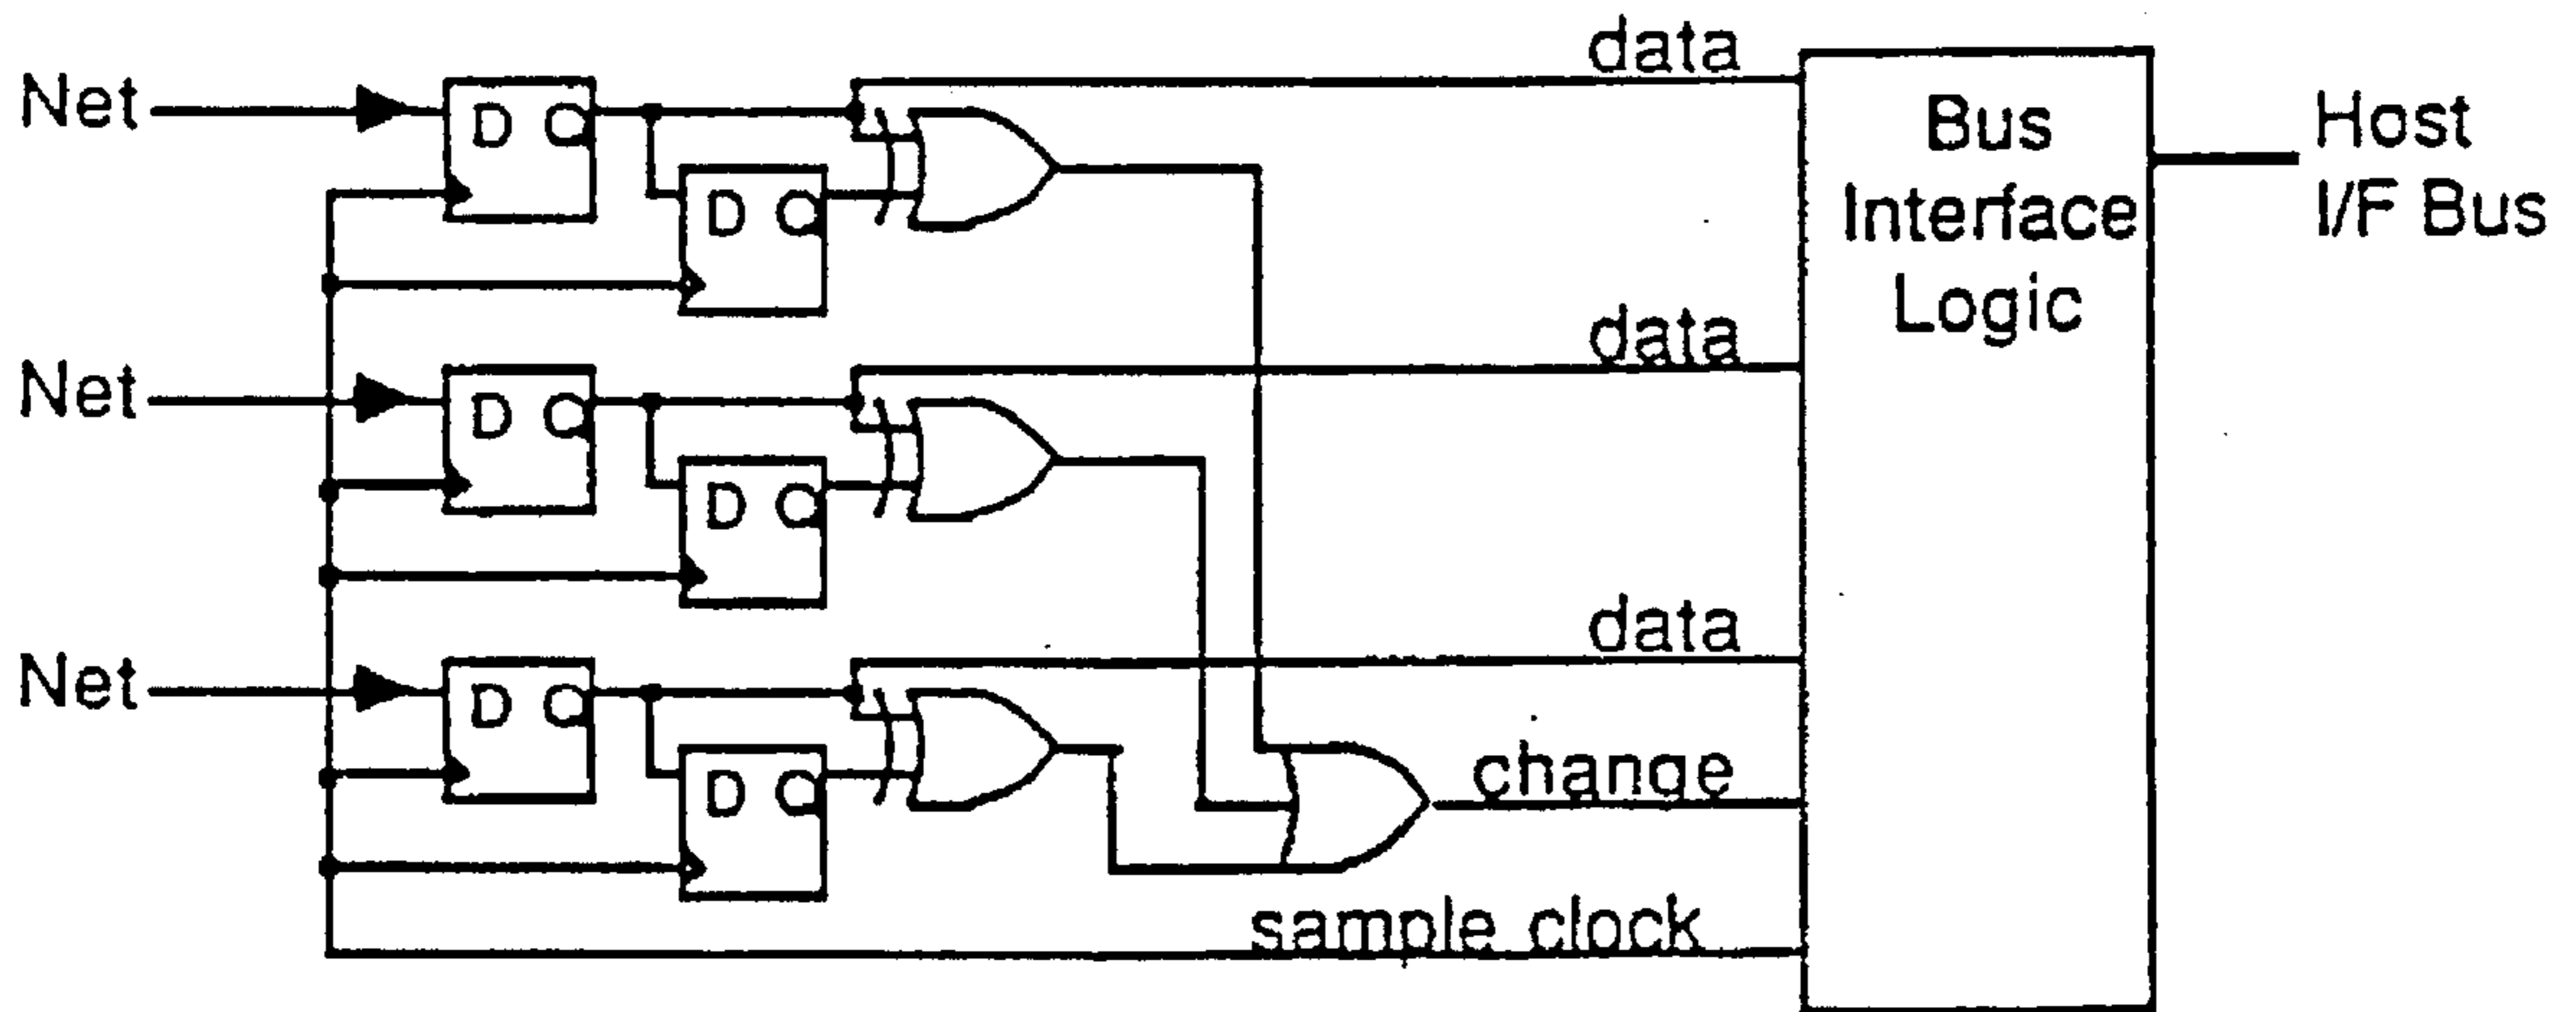 data
Net
D Q
Bus
Interface
Logic
Host
I/F Bus
D Q
data
Net
D Q
D Q
data
Net
D Q
change
D Q
sample clock